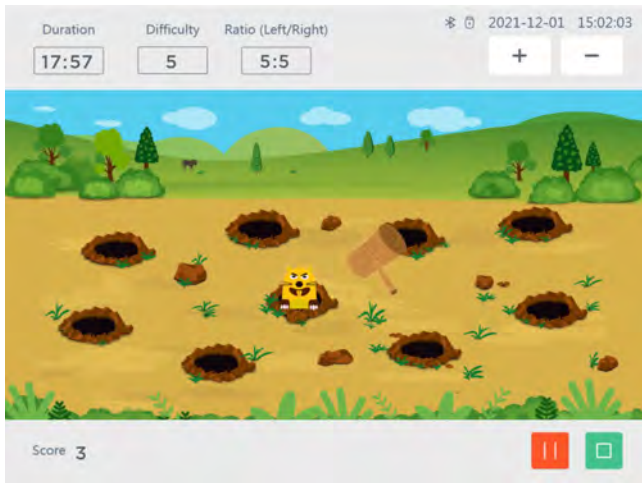 Duration Difficulty Ratio (Left/Right) 2021-12-01 15:02:03
17:57 5 5:5 + −
Score 3